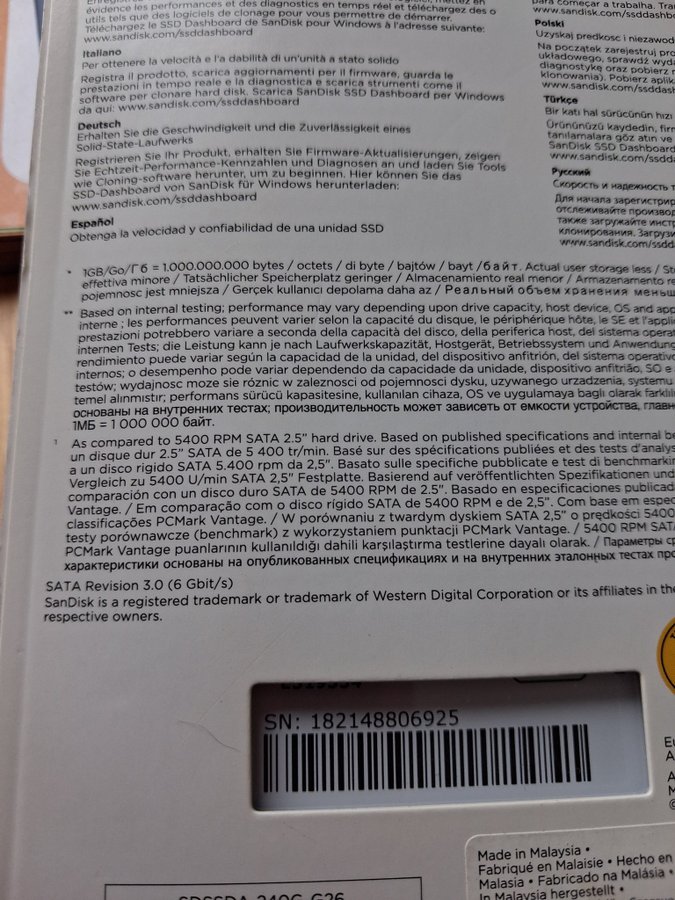 évidence les performances et des diagnostics en temps réel et téléchargez des o
utils tels que des logiciels de clonage pour vous permettre de démarrer.
Téléchargez le SSD Dashboard de SanDisk pour Windows à l'adresse suivante:
www.sandisk.com/ssddashboard
Italiano
Per ottenere la velocità e l'a dabilità di un'unità a stato solido
Registra il prodotto, scarica aggiornamenti per il firmware, guarda le
prestazioni in tempo reale e la diagnostica e scarica strumenti come il
software per clonare hard disk. Scarica SanDisk SSD Dashboard per Windows
da qui: www.sandisk.com/ssddashboard
Deutsch
Erhalten Sie die Geschwindigkeit und die Zuverlässigkeit eines
Solid-State-Laufwerks
Registrieren Sie Ihr Produkt, erhalten Sie Firmware-Aktualisierungen, zeigen
Sie Echtzeit-Performance-Kennzahlen und Diagnosen an und laden Sie Tools
wie Cloning-software herunter, um zu beginnen. Hier können Sie das
SSD-Dashboard von SanDisk für Windows herunterladen:
www.sandisk.com/ssddashboard
Español
Obtenga la velocidad y confiabilidad de una unidad SSD
para começar a trabalha. Tra
www.sandisk.com/ssddashb
Polski
Uzyskaj predkosc i niezawod
Na początek zarejestruj pro
układowego, sprawdź wyda
diagnostykę oraz pobierz n
klonowania). Pobierz aplik
www.sandisk.com/ssddash
Türkçe
Bir katı hal sürücünün hızı
Ürününüzü kaydedin, firm
tanılamalara göz atın ve
SanDisk SSD Dashboard
www.sandisk.com/ssdda
Русский
Скорость и надежность т
Для начала зарегистрир
отслеживайте производ
также загружайте инст
клонирования. Загрузи
www.sandisk.com/ssd
* 1GB/Go/Гб = 1.000.000.000 bytes / octets / di byte / bajtów / bayt /байт. Actual user storage less / St
effettiva minore / Tatsächlicher Speicherplatz geringer / Almacenamiento real menor / Armazenamento re
pojemnosc jest mniejsza / Gerçek kullanici depolama daha az / Реальный объем хранения меньш
** Based on internal testing; performance may vary depending upon drive capacity, host device, OS and app
interne ; les performances peuvent varier selon la capacité du disque, le périphérique hôte, le SE et l'appli
prestazioni potrebbero variare a seconda della capacità del disco, della periferica host, del sistema operat
internen Tests; die Leistung kann je nach Laufwerkskapazität, Hostgerät, Betriebssystem und Anwendung
rendimiento puede variar según la capacidad de la unidad, del dispositivo anfitrión, del sistema operativo
internos; o desempenho pode variar dependendo da capacidade da unidade, dispositivo anfitrião, SO e
testów; wydajnosc moze sie róznic w zaleznosci od pojemnosci dysku, uzywanego urzadzenia, systemu
temel alınmıstır; performans sürücü kapasitesine, kullanilan cihaza, OS ve uygulamaya bagli olarak farklılı
основаны на внутренних тестах; производительность может зависеть от емкости устройства, главн
1МБ = 1 000 000 байт.
1 As compared to 5400 RPM SATA 2.5" hard drive. Based on published specifications and internal be
un disque dur 2.5" SATA de 5 400 tr/min. Basé sur des spécifications publiées et des tests d'analys
a un disco rigido SATA 5.400 rpm da 2,5". Basato sulle specifiche pubblicate e test di benchmarkin
Vergleich zu 5400 U/min SATA 2,5" Festplatte. Basierend auf veröffentlichten Spezifikationen und
comparación con un disco duro SATA de 5400 RPM de 2.5". Basado en especificaciones publicad
Vantage. / Em comparação com o disco rígido SATA de 5400 RPM e de 2,5". Com base em espec
classificações PCMark Vantage. / W porównaniu z twardym dyskiem SATA 2,5" o prędkości 5400
testy porównawcze (benchmark) z wykorzystaniem punktacji PCMark Vantage. / 5400 RPM SAT
PCMark Vantage puanlarının kullanıldığı dahili karşılaştırma testlerine dayalı olarak. / Параметры ср
характеристики основаны на опубликованных спецификациях и на внутренних эталонных тестах про
SATA Revision 3.0 (6 Gbit/s)
SanDisk is a registered trademark or trademark of Western Digital Corporation or its affiliates in the
respective owners.
SN: 182148806925
Made in Malaysia •
Fabriqué en Malaisie • Hecho en
Malasia • Fabricado na Malásia •
In Malaysia hergestellt •
SDSSDA-240G-G26